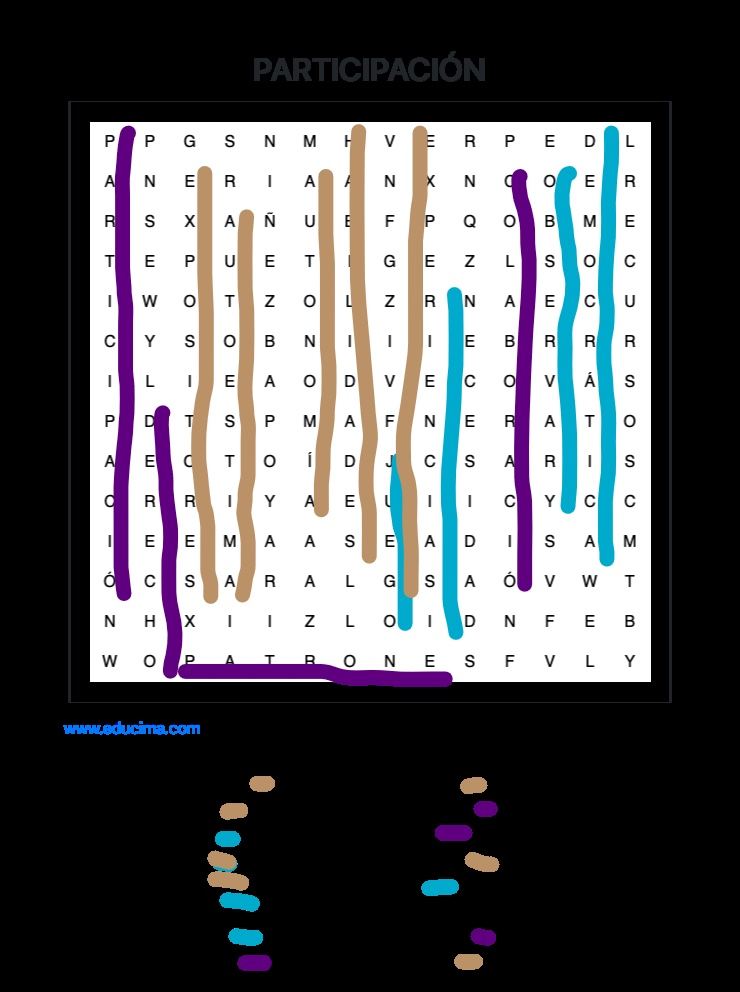 PARTICIPACIÓN
P P G S N M H V E R P E D L
A N E R I A A N X N C O E R
R S X A Ñ U B F P Q O B M E
T E P U E T I G E Z L S O C
I W O T Z O L Z R N A E C U
C Y S O B N I I I E B R R R
I L I E A O D V E C O V Á S
P D T S P M A F N E R A T O
A E O T O Í D J C S A R I S
C R R I Y A E U I I C Y C C
I E E M A A S E A D I S A M
Ó C S A R A L G S A Ó V W T
N H X I I Z L O I D N F E B
W O P A T R O N E S F V L Y
www.educima.com